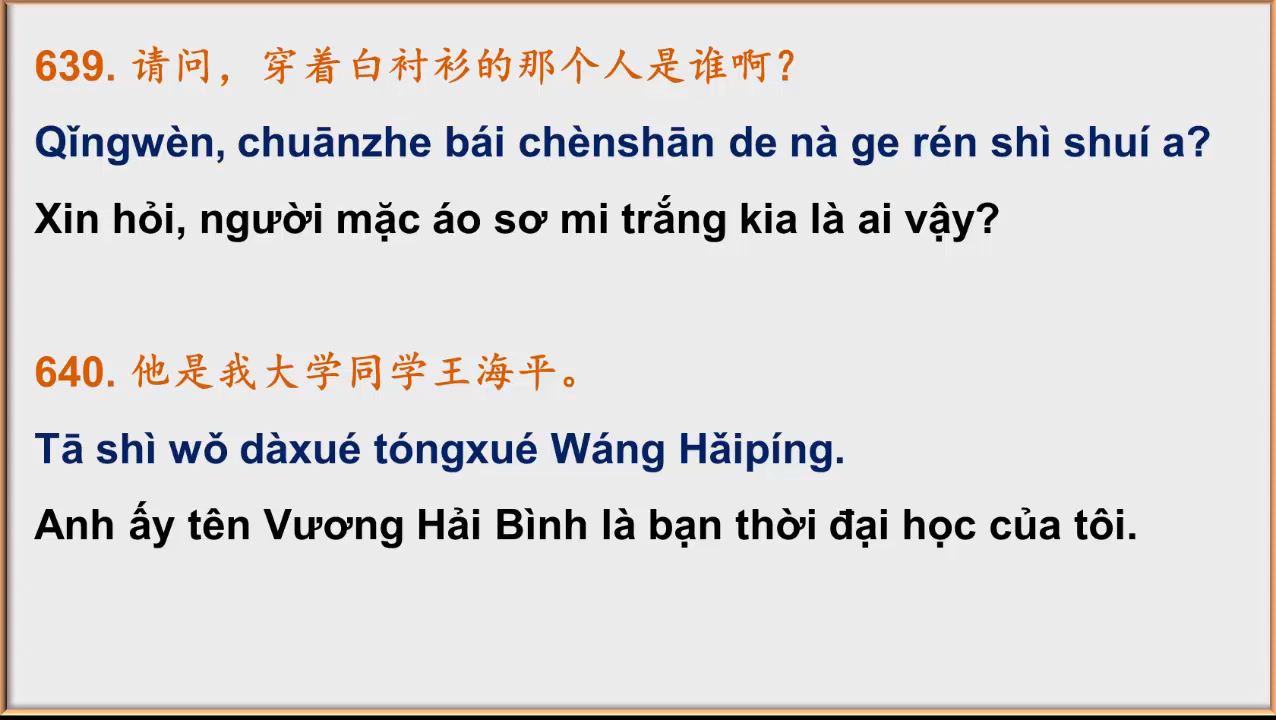 639. 请问，穿着白衬衫的那个人是谁啊？
Qǐngwèn, chuānzhe bái chènshān de nà ge rén shì shuí a?
Xin hỏi, người mặc áo sơ mi trắng kia là ai vậy?
640. 他是我大学同学王海平。
Tā shì wǒ dàxué tóngxué Wáng Hǎipíng.
Anh ấy tên Vương Hải Bình là bạn thời đại học của tôi.